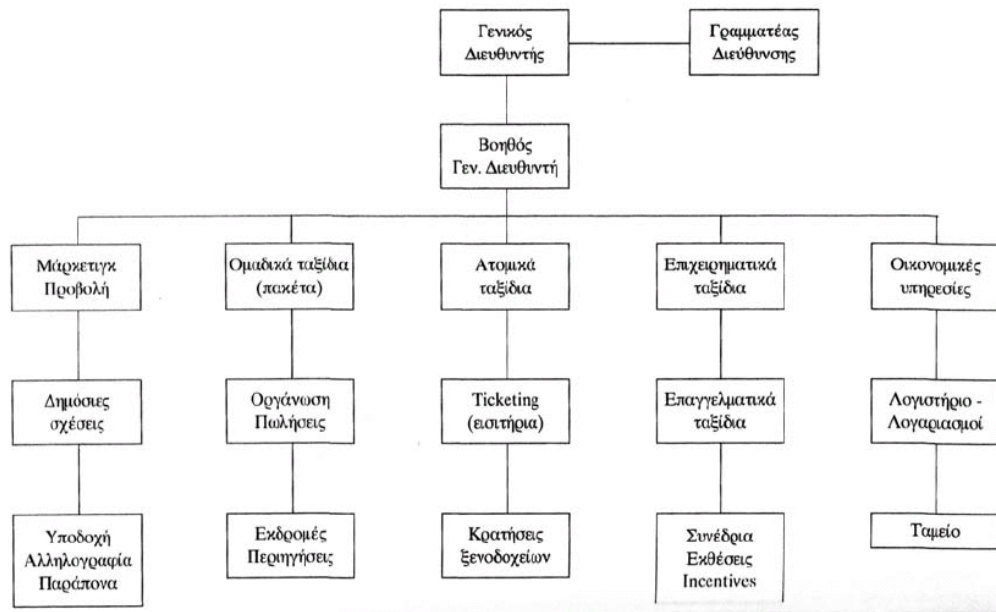 Γενικός
Διευθυντής
Γραμματέας
Διεύθυνσης
Βοηθός
Γεν. Διευθυντή
Μάρκετιγκ
Προβολή
Ομαδικά ταξίδια
(πακέτα)
Ατομικά
ταξίδια
Επιχειρηματικά
ταξίδια
Οικονομικές
υπηρεσίες
Δημόσιες
σχέσεις
Οργάνωση
Πωλήσεις
Ticketing
(εισιτήρια)
Επαγγελματικά
ταξίδια
Λογιστήριο -
Λογαριασμοί
Υποδοχή
Αλληλογραφία
Παράπονα
Εκδρομές
Περιηγήσεις
Κρατήσεις
ξενοδοχείων
Συνέδρια
Εκθέσεις
Incentives
Ταμείο